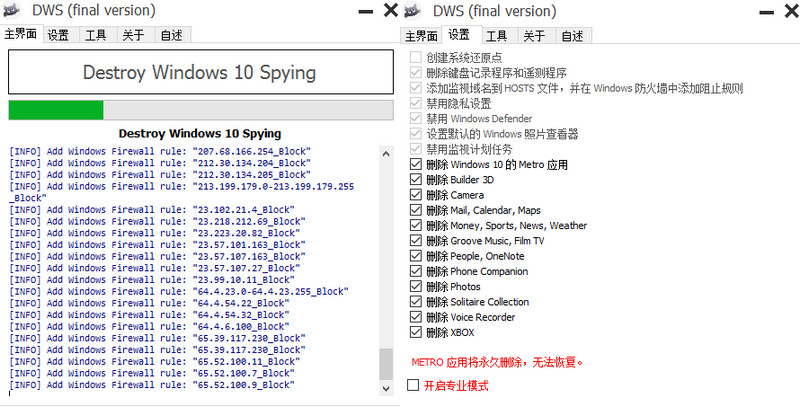 DWS (final version)
主界面 设置 工具 关于 自述
Destroy Windows 10 Spying
Destroy Windows 10 Spying
[INFO] Add Windows Firewall rule: "207.68.166.254_Block"
[INFO] Add Windows Firewall rule: "212.30.134.204_Block"
[INFO] Add Windows Firewall rule: "212.30.134.205_Block"
[INFO] Add Windows Firewall rule: "213.199.179.0-213.199.179.255
_Block"
[INFO] Add Windows Firewall rule: "23.102.21.4_Block"
[INFO] Add Windows Firewall rule: "23.218.212.69_Block"
[INFO] Add Windows Firewall rule: "23.223.20.82_Block"
[INFO] Add Windows Firewall rule: "23.57.101.163_Block"
[INFO] Add Windows Firewall rule: "23.57.107.163_Block"
[INFO] Add Windows Firewall rule: "23.57.107.27_Block"
[INFO] Add Windows Firewall rule: "23.99.10.11_Block"
[INFO] Add Windows Firewall rule: "64.4.23.0-64.4.23.255_Block"
[INFO] Add Windows Firewall rule: "64.4.54.22_Block"
[INFO] Add Windows Firewall rule: "64.4.54.32_Block"
[INFO] Add Windows Firewall rule: "64.4.6.100_Block"
[INFO] Add Windows Firewall rule: "65.39.117.230_Block"
[INFO] Add Windows Firewall rule: "65.39.117.230_Block"
[INFO] Add Windows Firewall rule: "65.52.100.11_Block"
[INFO] Add Windows Firewall rule: "65.52.100.7_Block"
[INFO] Add Windows Firewall rule: "65.52.100.9_Block"
DWS (final version)
主界面 设置 工具 关于 自述
创建系统还原点
删除键盘记录程序和遥测程序
添加监视域名到 HOSTS 文件，并在 Windows 防火墙中添加阻止规则
禁用隐私设置
禁用 Windows Defender
设置默认的 Windows 照片查看器
禁用监视计划任务
删除 Windows 10 的 Metro 应用
删除 Builder 3D
删除 Camera
删除 Mail, Calendar, Maps
删除 Money, Sports, News, Weather
删除 Groove Music, Film TV
删除 People, OneNote
删除 Phone Companion
删除 Photos
删除 Solitaire Collection
删除 Voice Recorder
删除 XBOX
METRO 应用将永久删除，无法恢复。
开启专业模式